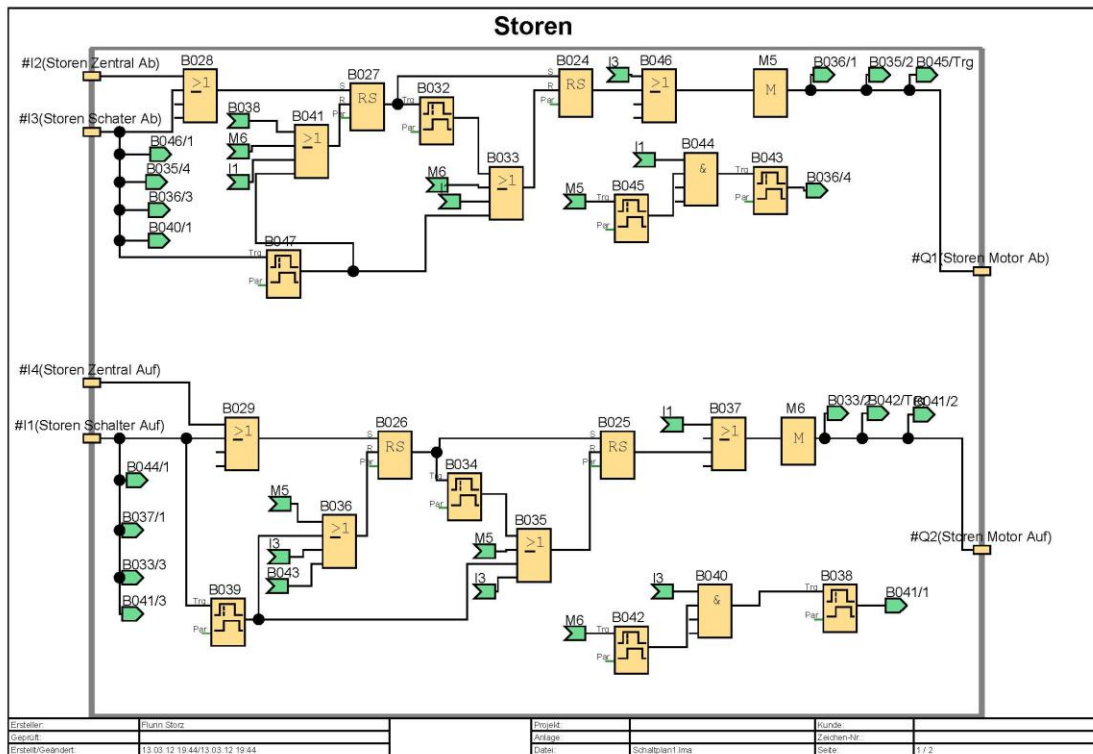 Storen
#I2(Storen Zentral Ab)
B028
>1
B027
S
R
Par
RS
B032
Trg
Par
B024
S
R
Par
RS
I3
B046
>1
M5
M
B036/1
B035/2
B045/Trg
#I3(Storen Schater Ab)
B038
B041
M6
I1
>1
B046/1
B035/4
B036/3
B040/1
B033
M6
>1
I1
B044
&
M5
B045
Trg
Par
B043
Trg
Par
B036/4
B047
Trg
Par
#Q1(Storen Motor Ab)
#I4(Storen Zentral Auf)
#I1(Storen Schalter Auf)
B029
>1
B026
S
R
Par
RS
B034
Trg
Par
B025
S
R
Par
RS
I1
B037
>1
M6
M
B033/2
B042/Trg
B041/2
B044/1
B037/1
B033/3
B041/3
M5
B036
>1
I3
B043
B035
M5
>1
I3
B039
Trg
Par
#Q2(Storen Motor Auf)
I3
B040
&
M6
B042
Trg
Par
B038
Trg
Par
B041/1
Ersteller: Flurin Storz Projekt: Kunde:
Geprüft: Anlage: Zeichen-Nr.:
Erstellt/Geändert: 13.03.12 19:44/13.03.12 19:44 Datei: Schaltplan1.lma Seite: 1 / 2